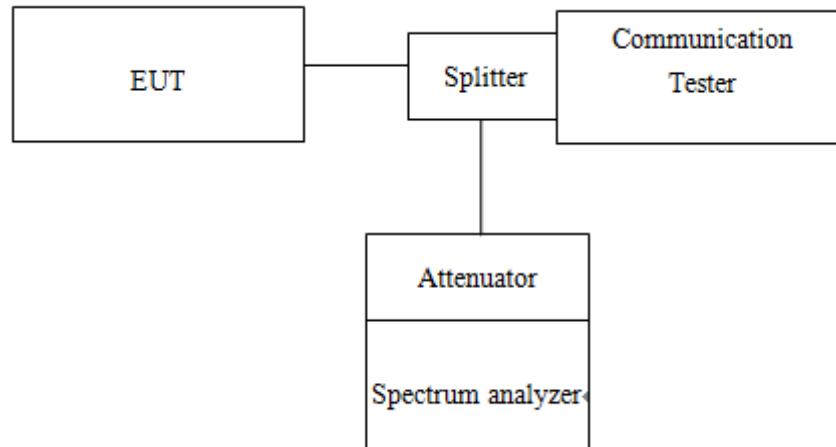 EUT
Splitter
Communication
Tester
Attenuator
Spectrum analyzer